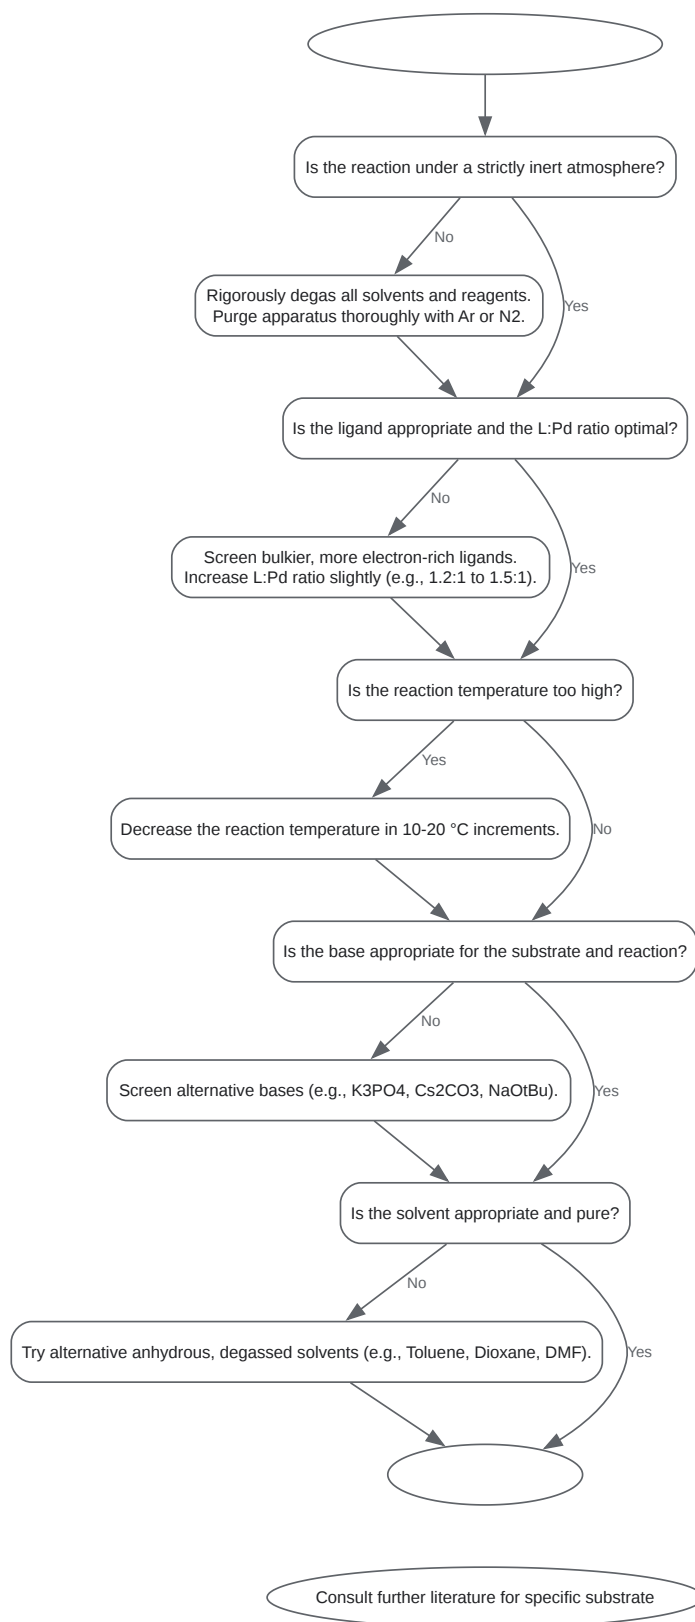 Is the reaction under a strictly inert atmosphere?
No
Rigorously degas all solvents and reagents.
Purge apparatus thoroughly with Ar or N2.
Yes
Is the ligand appropriate and the L:Pd ratio optimal?
No
Screen bulkier, more electron-rich ligands.
Increase L:Pd ratio slightly (e.g., 1.2:1 to 1.5:1).
Yes
Is the reaction temperature too high?
Yes
Decrease the reaction temperature in 10-20 °C increments.
No
Is the base appropriate for the substrate and reaction?
No
Screen alternative bases (e.g., K3PO4, Cs2CO3, NaOtBu).
Yes
Is the solvent appropriate and pure?
No
Try alternative anhydrous, degassed solvents (e.g., Toluene, Dioxane, DMF).
Yes
Consult further literature for specific substrate